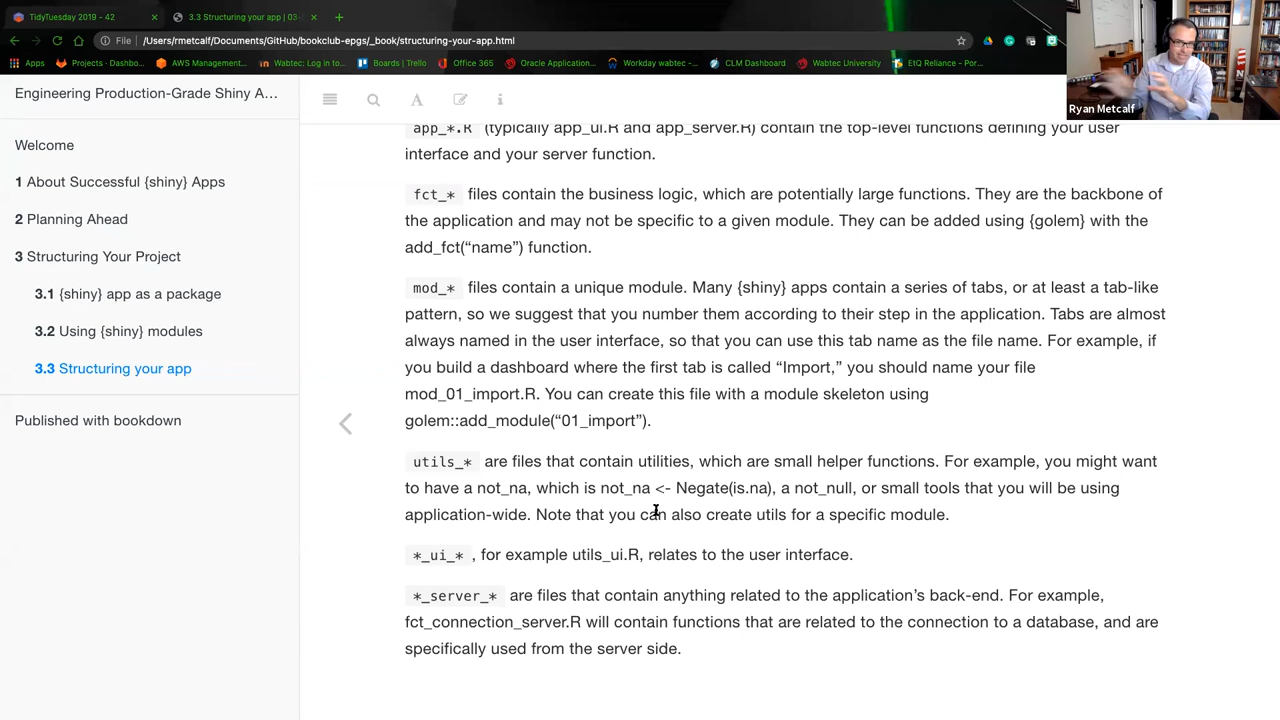 TidyTuesday 2019 - 42
3.3 Structuring your app | 03-
File | /Users/rmetcalf/Documents/GitHub/bookclub-epgs/_book/structuring-your-app.html
Apps Projects · Dashbo... AWS Management... Wabtec: Log in to... Boards | Trello Office 365 Oracle Application... Workday wabtec -... CLM Dashboard Wabtec University EtQ Reliance - Por...
Ryan Metcalf
Engineering Production-Grade Shiny A...
Welcome
1 About Successful {shiny} Apps
2 Planning Ahead
3 Structuring Your Project
3.1 {shiny} app as a package
3.2 Using {shiny} modules
3.3 Structuring your app
Published with bookdown
app_*.R (typically app_ui.R and app_server.R) contain the top-level functions defining your user
interface and your server function.
fct_* files contain the business logic, which are potentially large functions. They are the backbone of
the application and may not be specific to a given module. They can be added using {golem} with the
add_fct(“name”) function.
mod_* files contain a unique module. Many {shiny} apps contain a series of tabs, or at least a tab-like
pattern, so we suggest that you number them according to their step in the application. Tabs are almost
always named in the user interface, so that you can use this tab name as the file name. For example, if
you build a dashboard where the first tab is called “Import,” you should name your file
mod_01_import.R. You can create this file with a module skeleton using
golem::add_module(“01_import”).
utils_* are files that contain utilities, which are small helper functions. For example, you might want
to have a not_na, which is not_na <- Negate(is.na), a not_null, or small tools that you will be using
application-wide. Note that you can also create utils for a specific module.
*_ui_* , for example utils_ui.R, relates to the user interface.
*_server_* are files that contain anything related to the application’s back-end. For example,
fct_connection_server.R will contain functions that are related to the connection to a database, and are
specifically used from the server side.